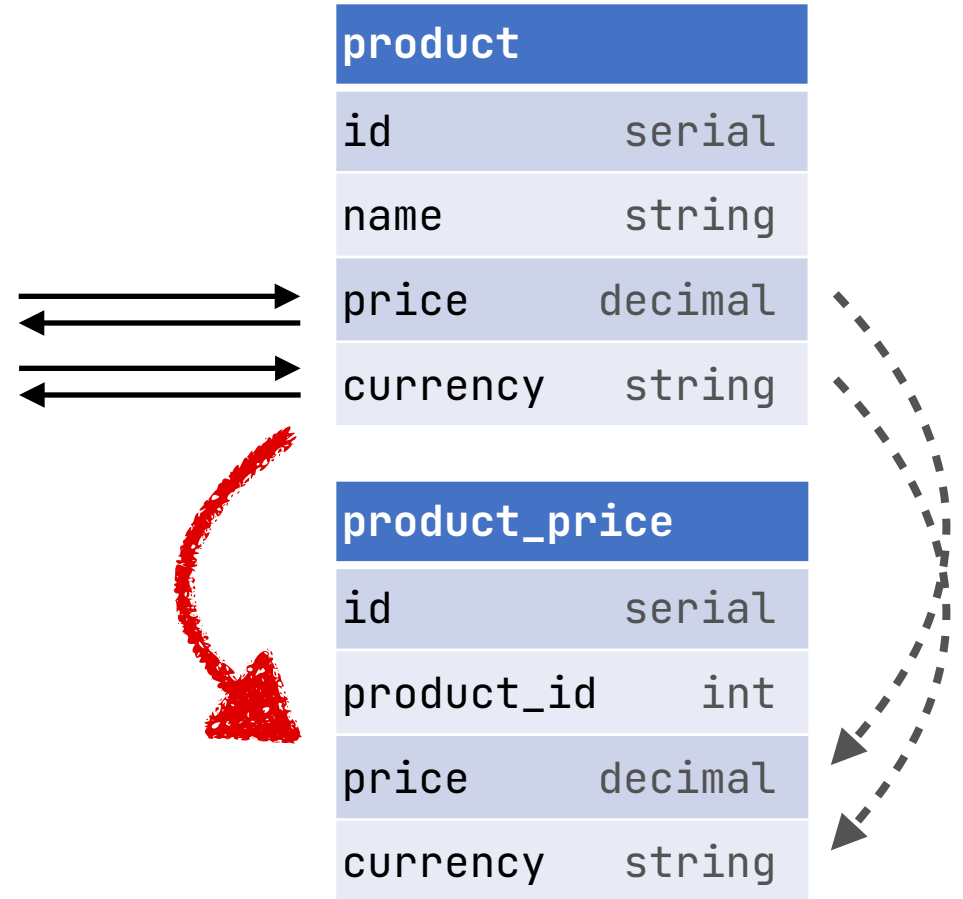 product
id serial
name string
price decimal
currency string
product_price
id serial
product_id int
price decimal
currency string